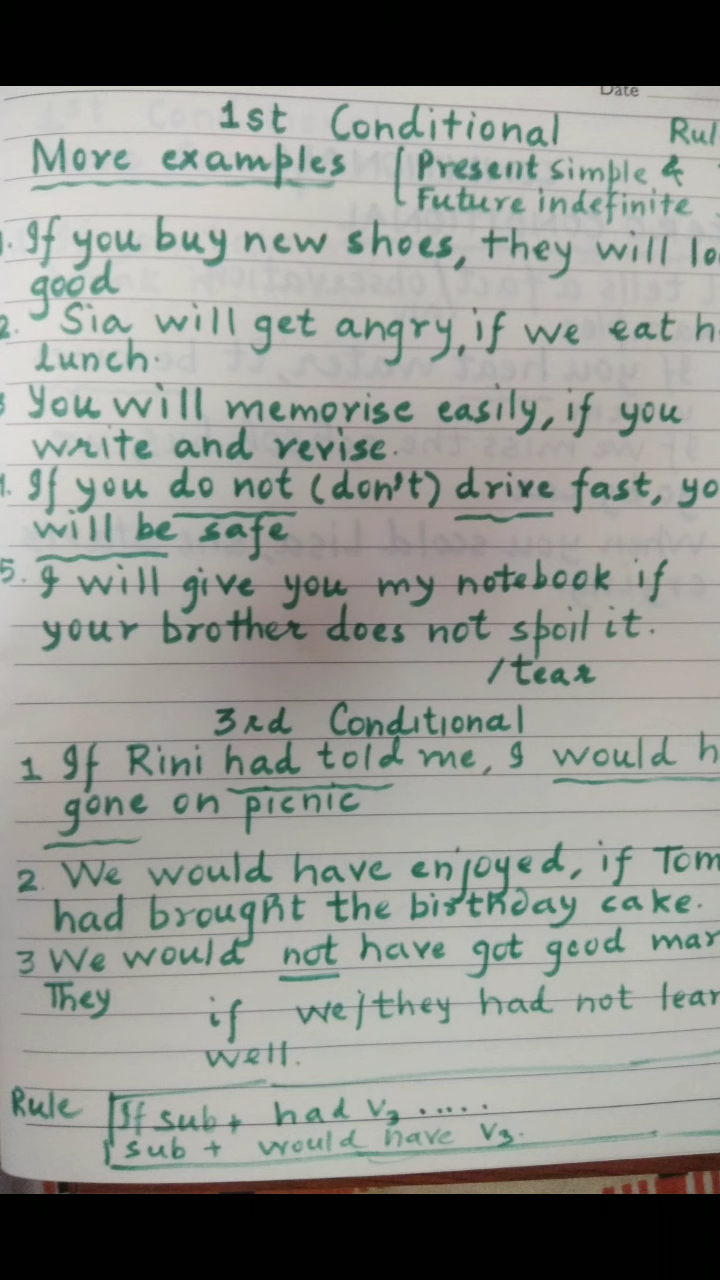 Date
1st Conditional Rul
More examples [Present simple &
Future indefinite
1. If you buy new shoes, they will lo
good
2. Sia will get angry, if we eat h
Lunch.
3 You will memorise easily, if you
write and revise.
4. If you do not (don't) drive fast, yo
will be safe
5. I will give you my notebook if
your brother does not spoil it.
/tear
3rd Conditional
1 If Rini had told me, I would h
gone on picnic
2. We would have enjoyed, if Tom
had brought the birthday cake.
3 We would not have got good mar
They if we/they had not lear
well.
Rule If sub + had V3 .....
sub + would have V3.